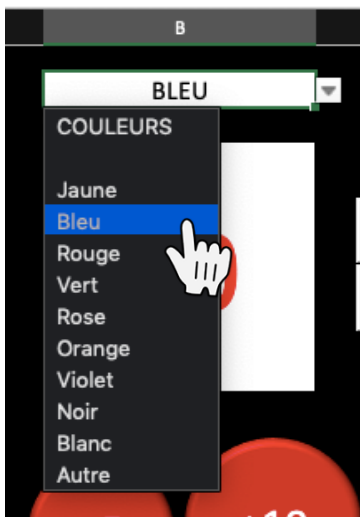 B
BLEU
COULEURS
Jaune
Bleu
Rouge
Vert
Rose
Orange
Violet
Noir
Blanc
Autre